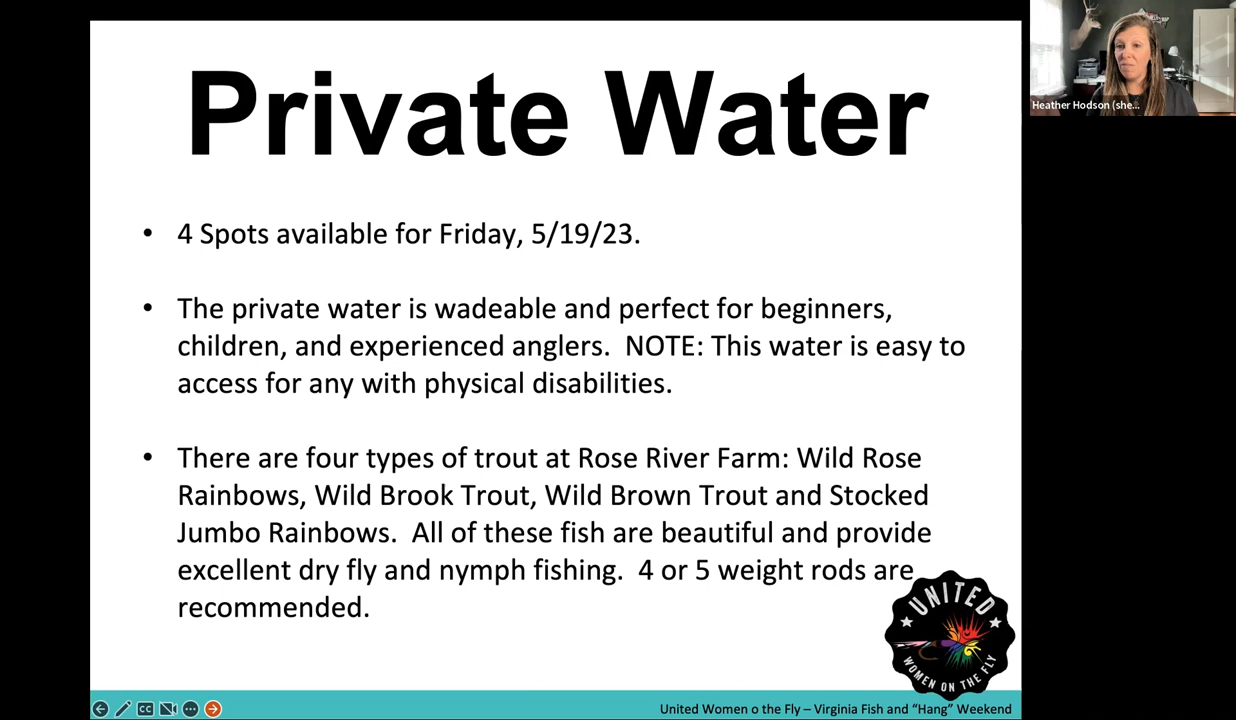 Private Water
Heather Hodson (she...
• 4 Spots available for Friday, 5/19/23.
• The private water is wadeable and perfect for beginners,
children, and experienced anglers.  NOTE: This water is easy to
access for any with physical disabilities.
• There are four types of trout at Rose River Farm: Wild Rose
Rainbows, Wild Brook Trout, Wild Brown Trout and Stocked
Jumbo Rainbows.  All of these fish are beautiful and provide
excellent dry fly and nymph fishing.  4 or 5 weight rods are
recommended.
UNITED
WOMEN ON THE FLY
CC
United Women o the Fly – Virginia Fish and “Hang” Weekend